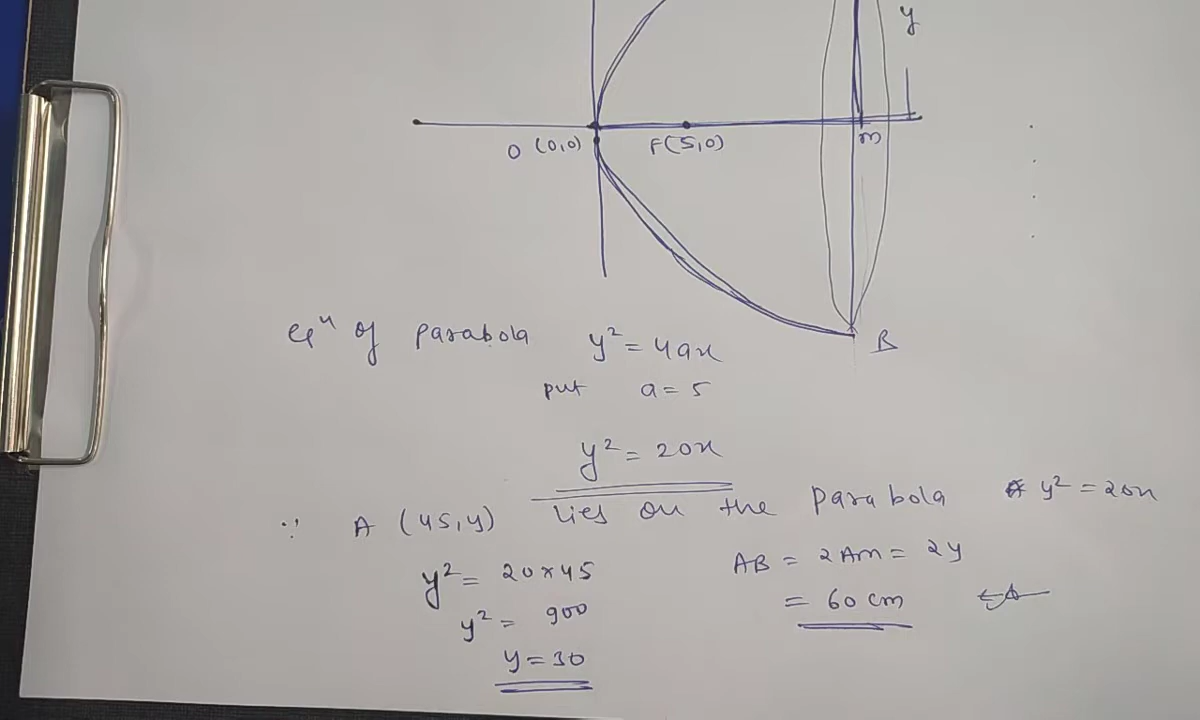 y
O (0,0)
F(5,0)
m
B
eqn of parabola y² = 4ax
put a = 5
y² = 20x
∵ A (45,y) lies on the parabola y² = 20x
y² = 20×45
AB = 2Am = 2y
y² = 900
= 60 cm
y = 30